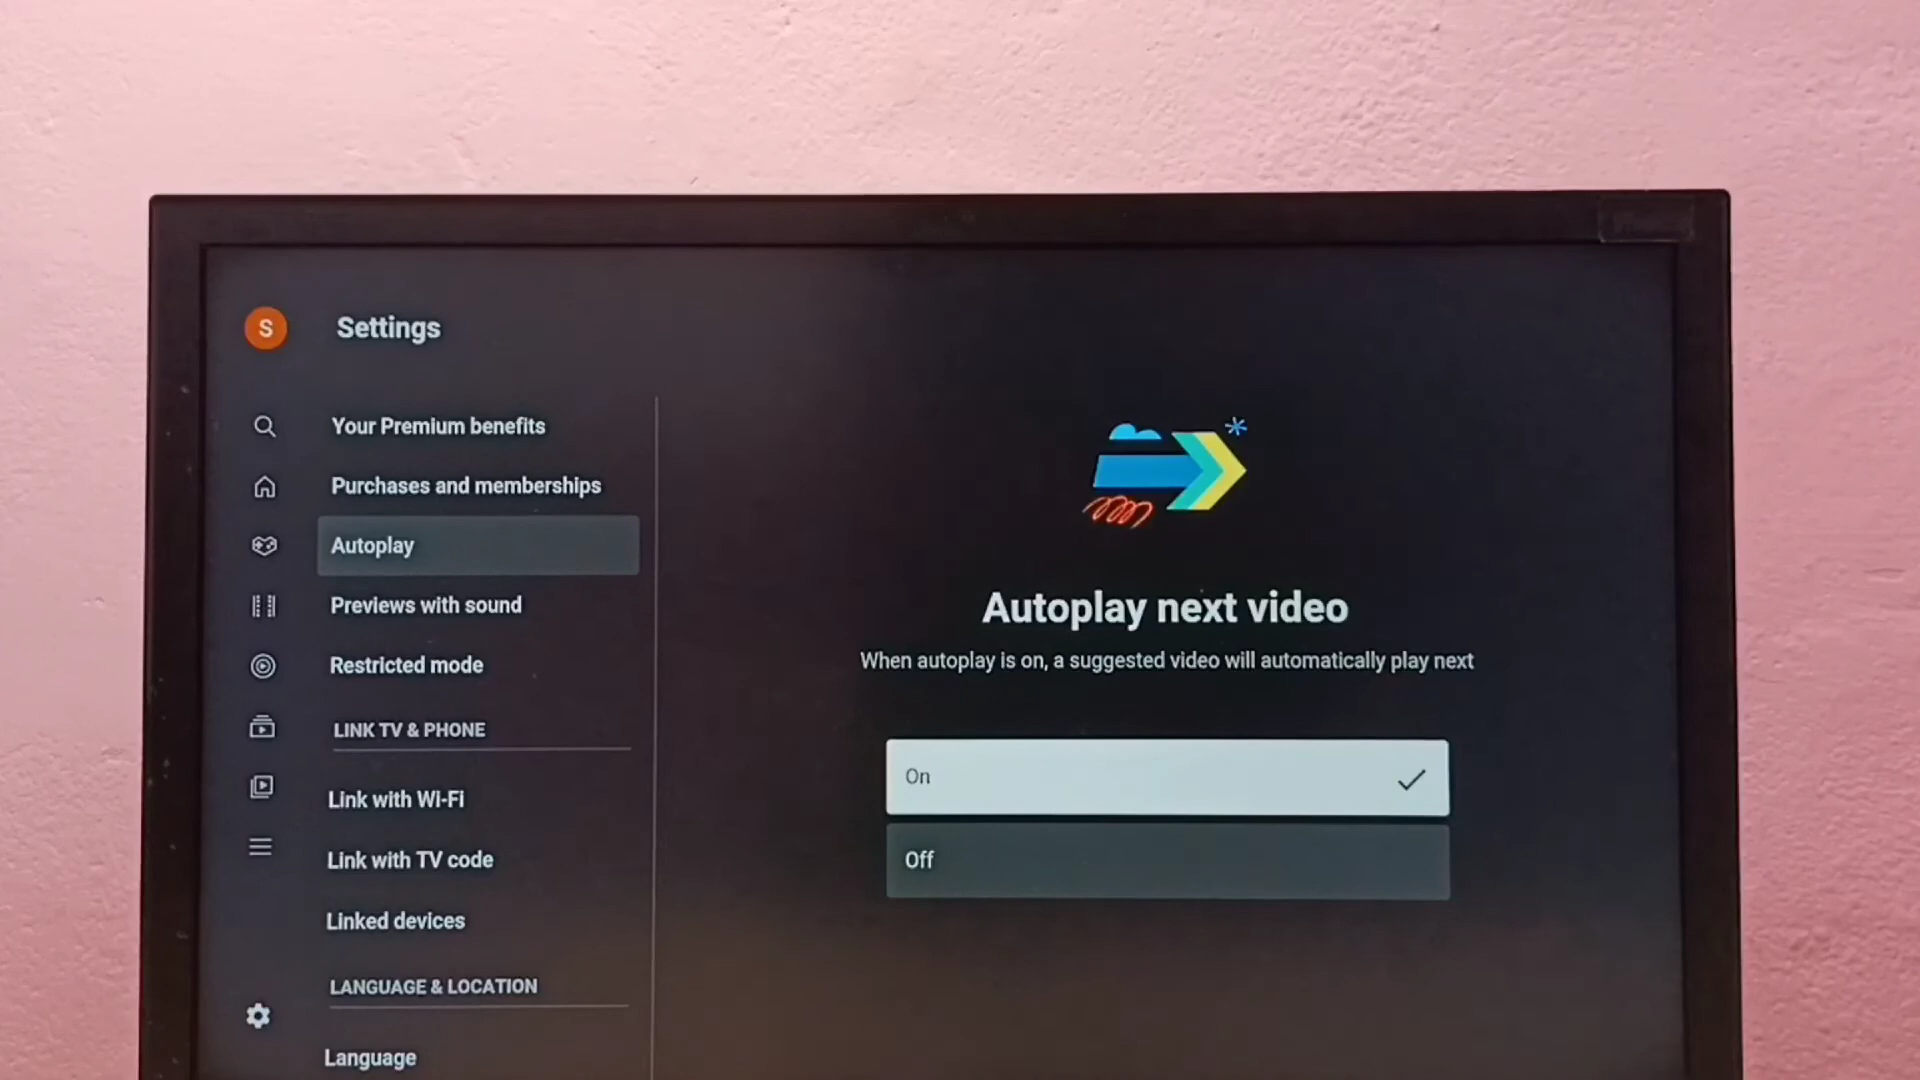 S
Settings
Your Premium benefits
Purchases and memberships
Autoplay
Previews with sound
Restricted mode
LINK TV & PHONE
Link with Wi-Fi
Link with TV code
Linked devices
LANGUAGE & LOCATION
Language
Autoplay next video
When autoplay is on, a suggested video will automatically play next
On
Off